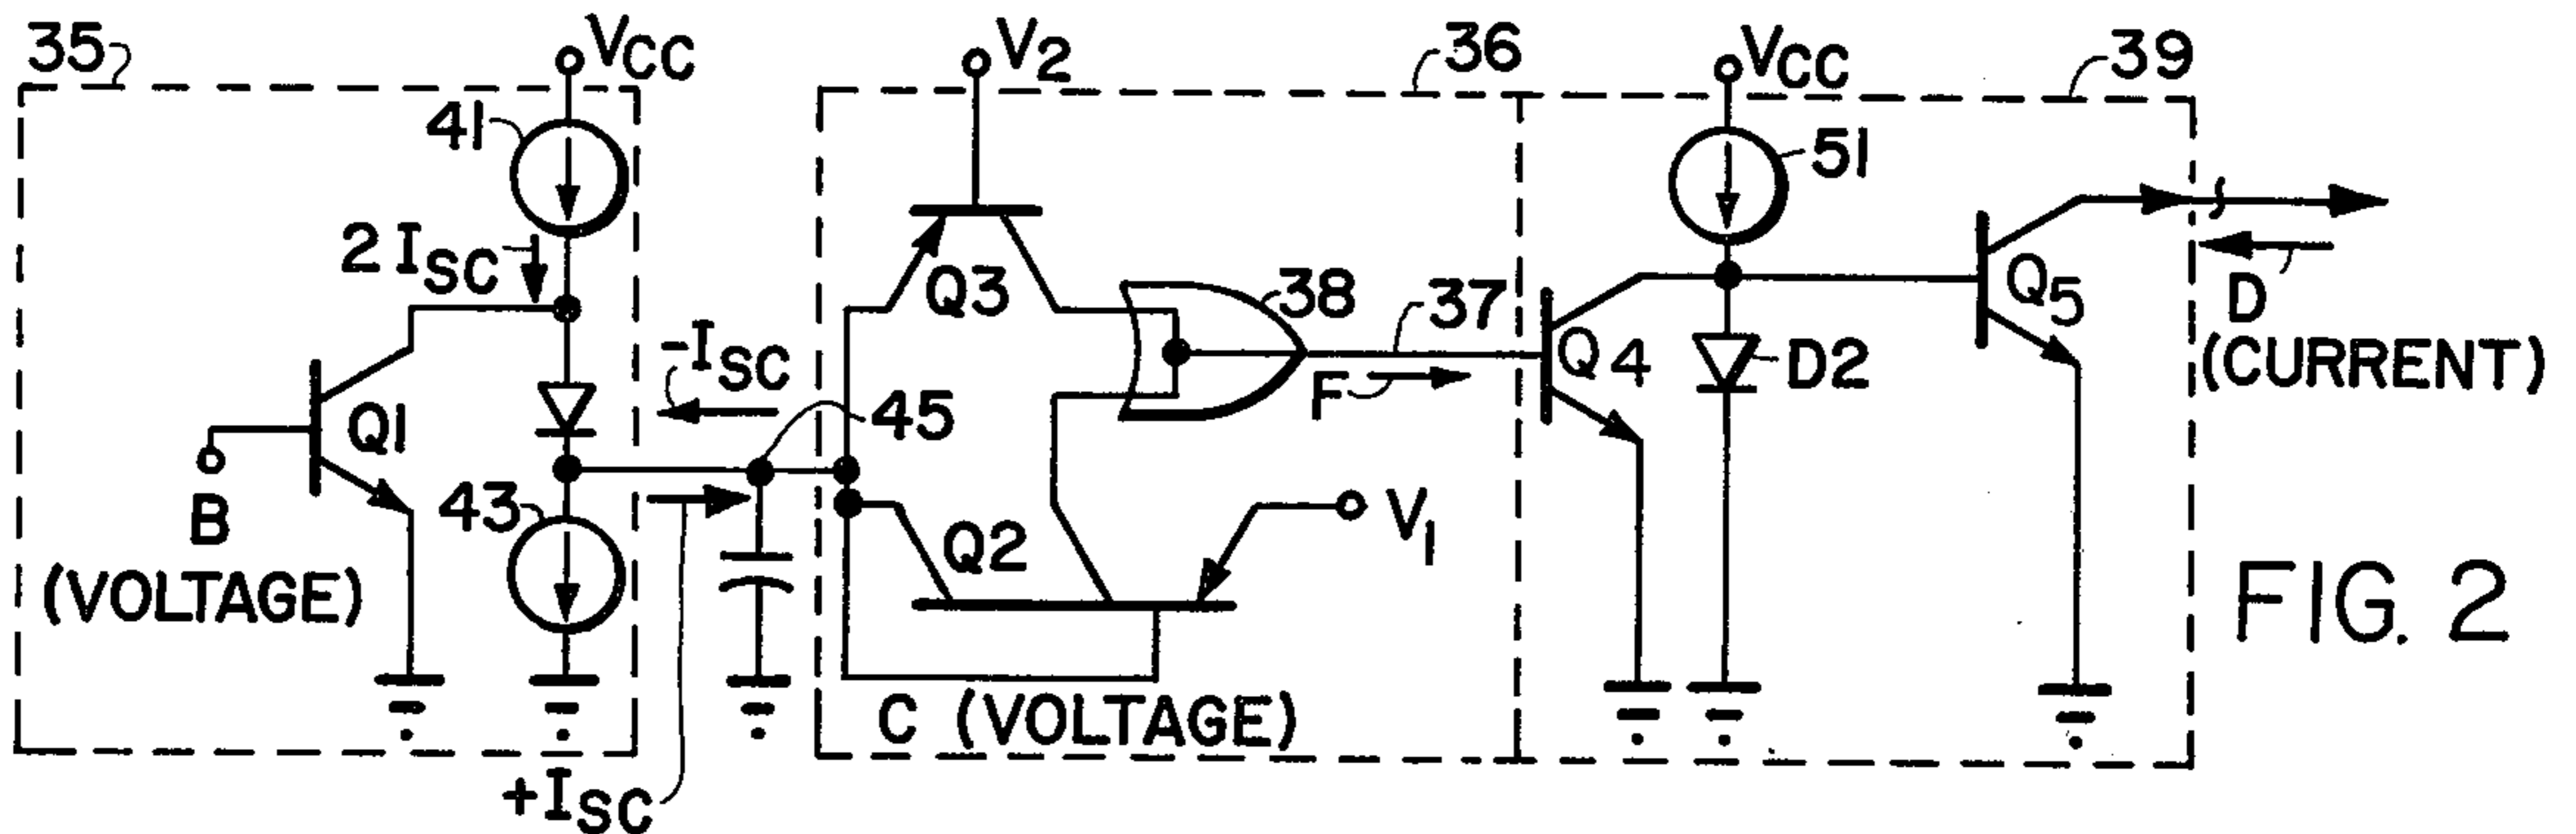 35
VCC
41
2 ISC
Q1
B
(VOLTAGE)
43
-ISC
+ISC
45
V2
36
Q3
38
37
F
Q2
V1
C (VOLTAGE)
VCC
39
51
Q4
D2
Q5
D
(CURRENT)
FIG. 2